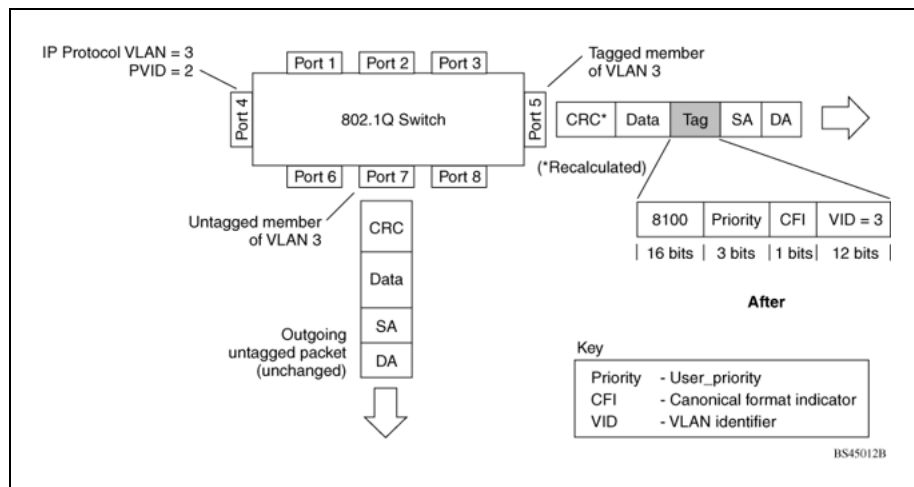 IP Protocol VLAN = 3
PVID = 2
Port 1
Port 2
Port 3
Tagged member
of VLAN 3
Port 4
802.1Q Switch
Port 5
CRC*
Data
Tag
SA
DA
(*Recalculated)
Port 6
Port 7
Port 8
Untagged member
of VLAN 3
8100
Priority
CFI
VID = 3
16 bits
3 bits
1 bits
12 bits
After
CRC
Data
SA
DA
Outgoing
untagged packet
(unchanged)
Key
Priority - User_priority
CFI - Canonical format indicator
VID - VLAN identifier
BS45012B